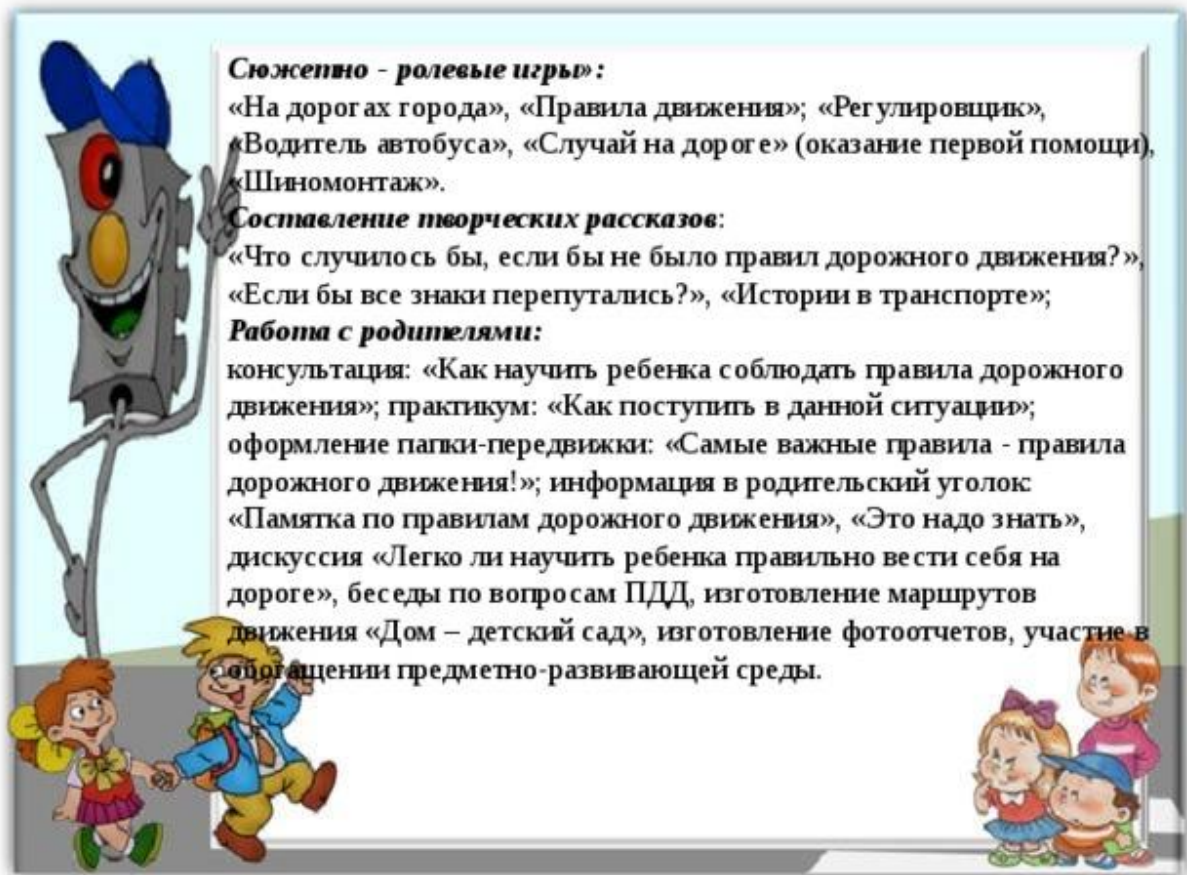 Сюжетно - ролевые игры»:
«На дорогах города», «Правила движения»; «Регулировщик»,
«Водитель автобуса», «Случай на дороге» (оказание первой помощи),
«Шиномонтаж».
Составление творческих рассказов:
«Что случилось бы, если бы не было правил дорожного движения?»,
«Если бы все знаки перепутались?», «Истории в транспорте»;
Работа с родителями:
консультация: «Как научить ребенка соблюдать правила дорожного
движения»; практикум: «Как поступить в данной ситуации»;
оформление папки-передвижки: «Самые важные правила - правила
дорожного движения!»; информация в родительский уголок:
«Памятка по правилам дорожного движения», «Это надо знать»,
дискуссия «Легко ли научить ребенка правильно вести себя на
дороге», беседы по вопросам ПДД, изготовление маршрутов
движения «Дом – детский сад», изготовление фотоотчетов, участие в
обогащении предметно-развивающей среды.